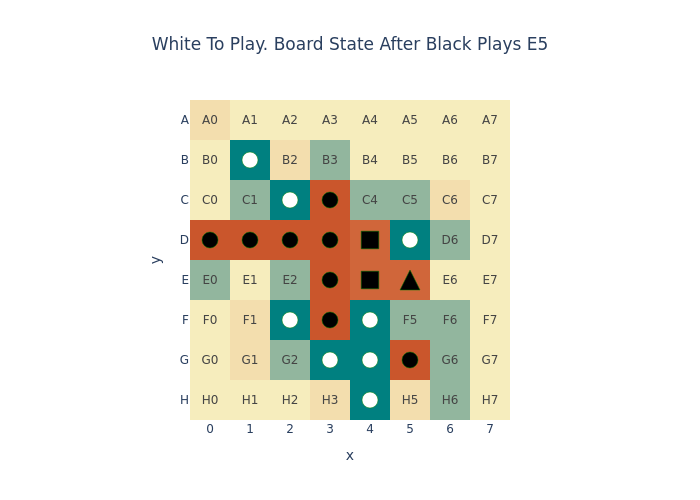 White To Play. Board State After Black Plays E5
A A0 A1 A2 A3 A4 A5 A6 A7
B B0 B2 B3 B4 B5 B6 B7
C C0 C1 C4 C5 C6 C7
D D6 D7
E E0 E1 E2 E6 E7
F F0 F1 F5 F6 F7
G G0 G1 G2 G6 G7
H H0 H1 H2 H3 H5 H6 H7
0 1 2 3 4 5 6 7
x
y